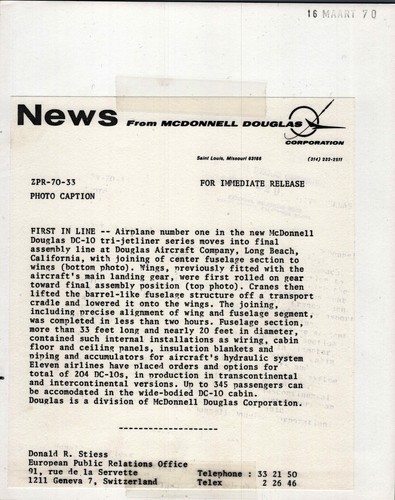 16 MAART 70
News From MCDONNELL DOUGLAS
CORPORATION
Saint Louis, Missouri 63166 (314) 232-5911
ZPR-70-33 FOR IMMEDIATE RELEASE
PHOTO CAPTION
FIRST IN LINE -- Airplane number one in the new McDonnell
Douglas DC-10 tri-jetliner series moves into final
assembly line at Douglas Aircraft Company, Long Beach,
California, with joining of center fuselage section to
wings (bottom photo). Wings, previously fitted with the
aircraft's main landing gear, were first rolled on gear
toward final assembly position (top photo). Cranes then
lifted the barrel-like fuselage structure off a transport
cradle and lowered it onto the wings. The joining,
including precise alignment of wing and fuselage segment,
was completed in less than two hours. Fuselage section,
more than 33 feet long and nearly 20 feet in diameter,
contained such internal installations as wiring, cabin
floor and ceiling panels, insulation blankets and
piping and accumulators for aircraft's hydraulic system
Eleven airlines have placed orders and options for
total of 204 DC-10s, in production in transcontinental
and intercontinental versions. Up to 345 passengers can
be accomodated in the wide-bodied DC-10 cabin.
Douglas is a division of McDonnell Douglas Corporation.
--------------------
Donald R. Stiess
European Public Relations Office
91, rue de la Servette Telephone : 33 21 50
1211 Geneva 7, Switzerland Telex 2 26 46